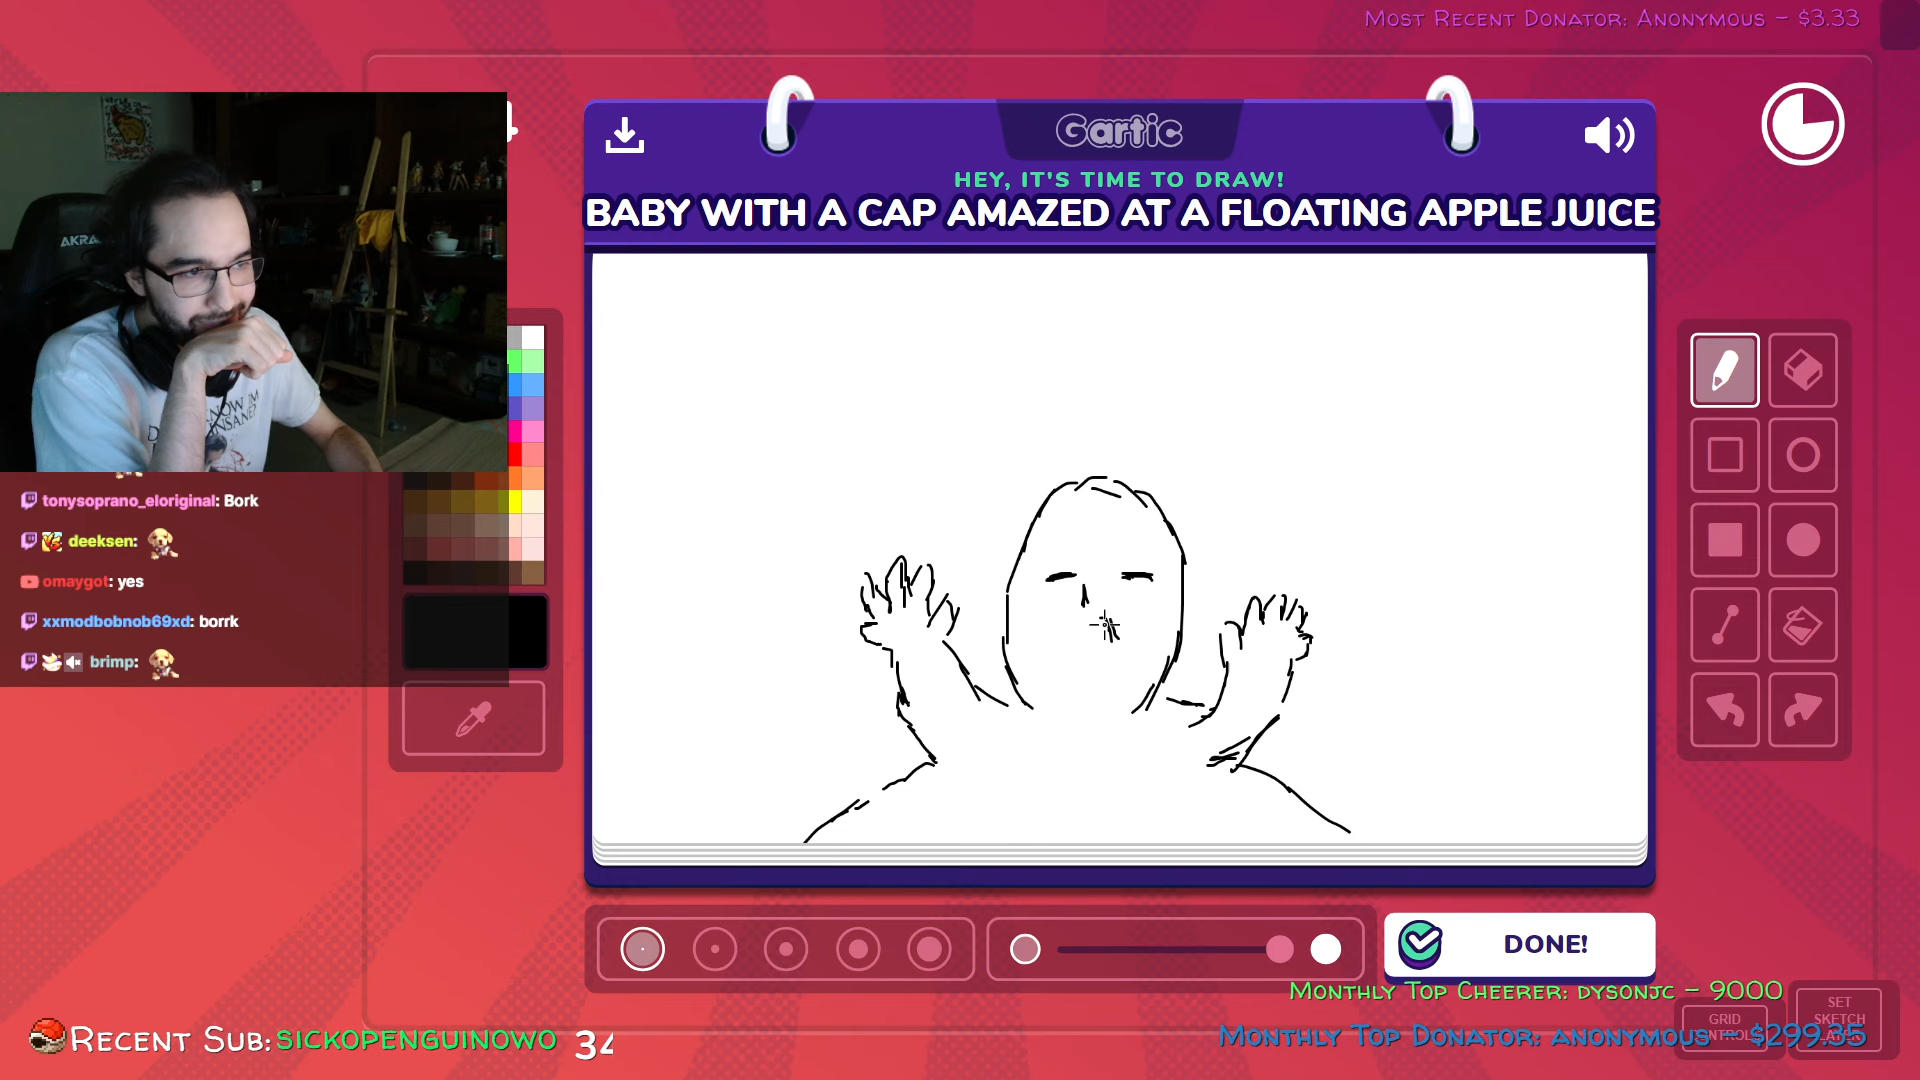 MOST RECENT DONATOR: ANONYMOUS - $3.33
Gartic
HEY, IT'S TIME TO DRAW!
BABY WITH A CAP AMAZED AT A FLOATING APPLE JUICE
tonysoprano_eloriginal: Bork
deeksen:
omaygot: yes
xxmodbobnob69xd: borrk
brimp:
DONE!
MONTHLY TOP CHEERER: DYSONJC - 9000
RECENT SUB: SICKOPENGUINOWO 34
MONTHLY TOP DONATOR: ANONYMOUS - $299.35
GRID
SET
SKETCH